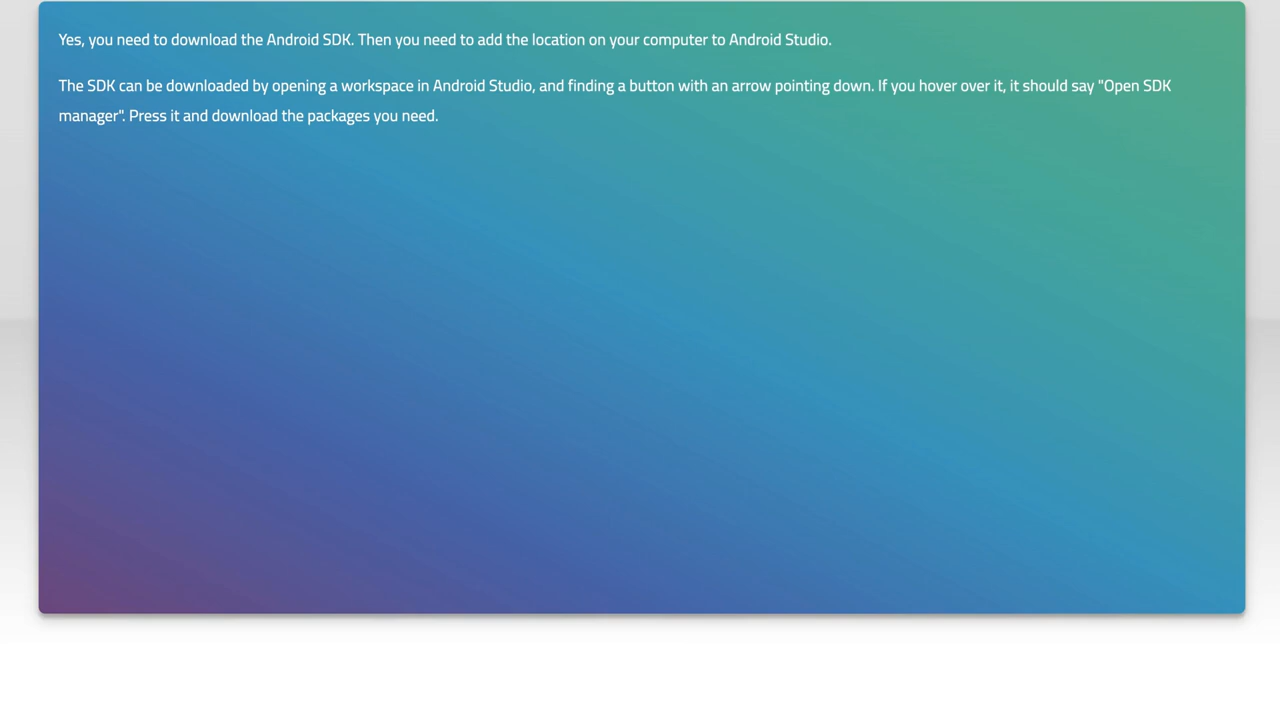 Yes, you need to download the Android SDK. Then you need to add the location on your computer to Android Studio.
The SDK can be downloaded by opening a workspace in Android Studio, and finding a button with an arrow pointing down. If you hover over it, it should say "Open SDK
manager". Press it and download the packages you need.